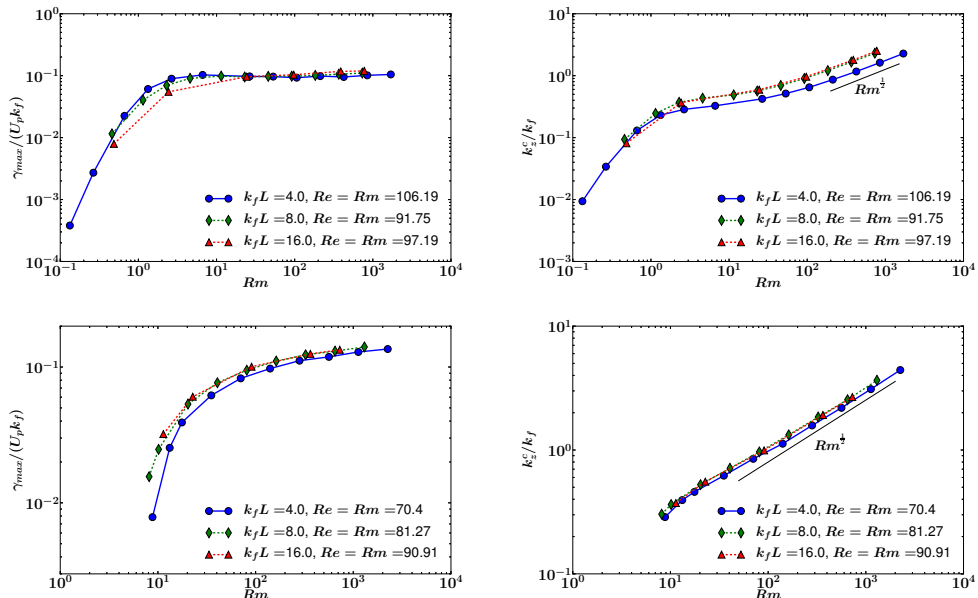 10^0
10^−1
10^−2
10^−3
10^−4
γ_max/(U_p k_f)
k_f L =4.0, Re = Rm =106.19
k_f L =8.0, Re = Rm =91.75
k_f L =16.0, Re = Rm =97.19
10^−1 10^0 10^1 10^2 10^3 10^4
Rm
10^1
10^0
10^−1
10^−2
10^−3
k_z^c/k_f
Rm^{1/2}
k_f L =4.0, Re = Rm =106.19
k_f L =8.0, Re = Rm =91.75
k_f L =16.0, Re = Rm =97.19
10^−1 10^0 10^1 10^2 10^3 10^4
Rm
10^−1
10^−2
γ_max/(U_p k_f)
k_f L =4.0, Re = Rm =70.4
k_f L =8.0, Re = Rm =81.27
k_f L =16.0, Re = Rm =90.91
10^0 10^1 10^2 10^3 10^4
Rm
10^1
10^0
10^−1
k_z^c/k_f
Rm^{1/2}
k_f L =4.0, Re = Rm =70.4
k_f L =8.0, Re = Rm =81.27
k_f L =16.0, Re = Rm =90.91
10^0 10^1 10^2 10^3 10^4
Rm